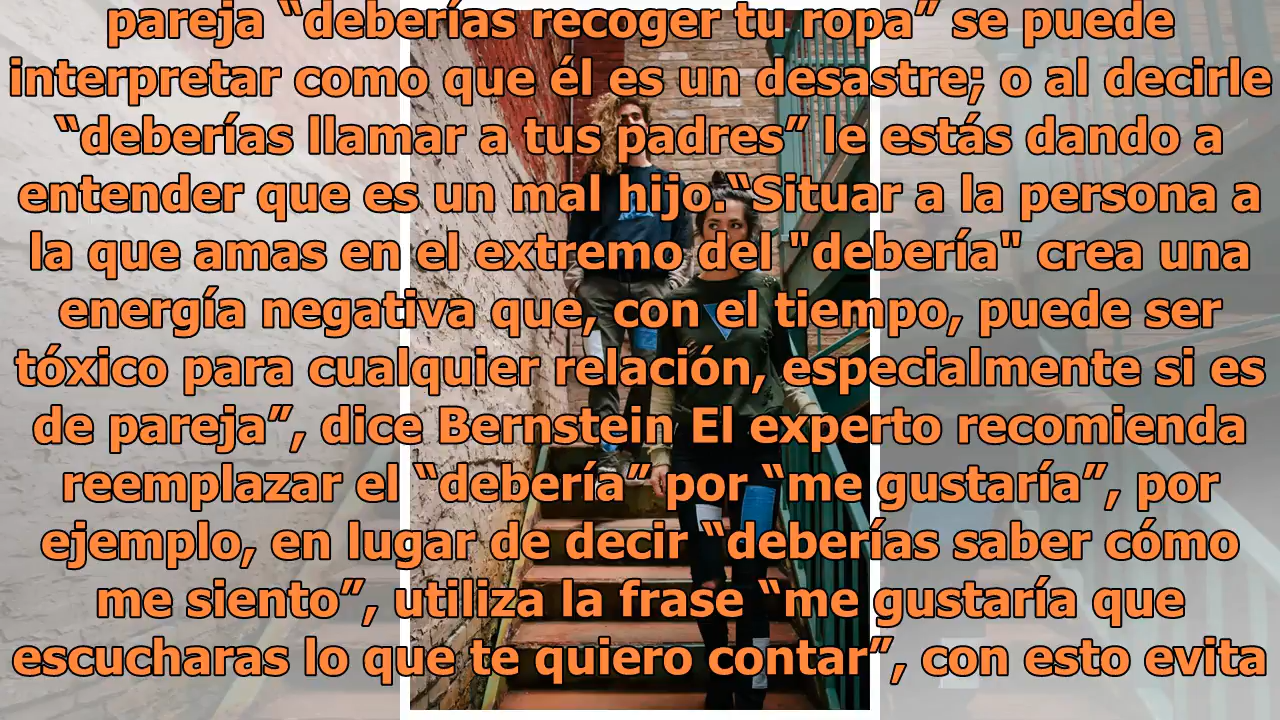 pareja “deberías recoger tu ropa” se puede
interpretar como que él es un desastre; o al decirle
“deberías llamar a tus padres” le estás dando a
entender que es un mal hijo.“Situar a la persona a
la que amas en el extremo del "debería" crea una
energía negativa que, con el tiempo, puede ser
tóxico para cualquier relación, especialmente si es
de pareja”, dice Bernstein El experto recomienda
reemplazar el “debería” por “me gustaría”, por
ejemplo, en lugar de decir “deberías saber cómo
me siento”, utiliza la frase “me gustaría que
escucharas lo que te quiero contar”, con esto evita